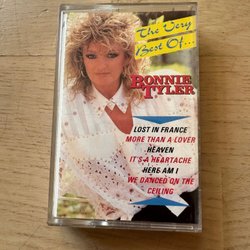 The Very
Best Of...
BONNIE
TYLER
LOST IN FRANCE
MORE THAN A LOVER
HEAVEN
IT'S A HEARTACHE
HERE AM I
WE DANCED ON THE
CEILING